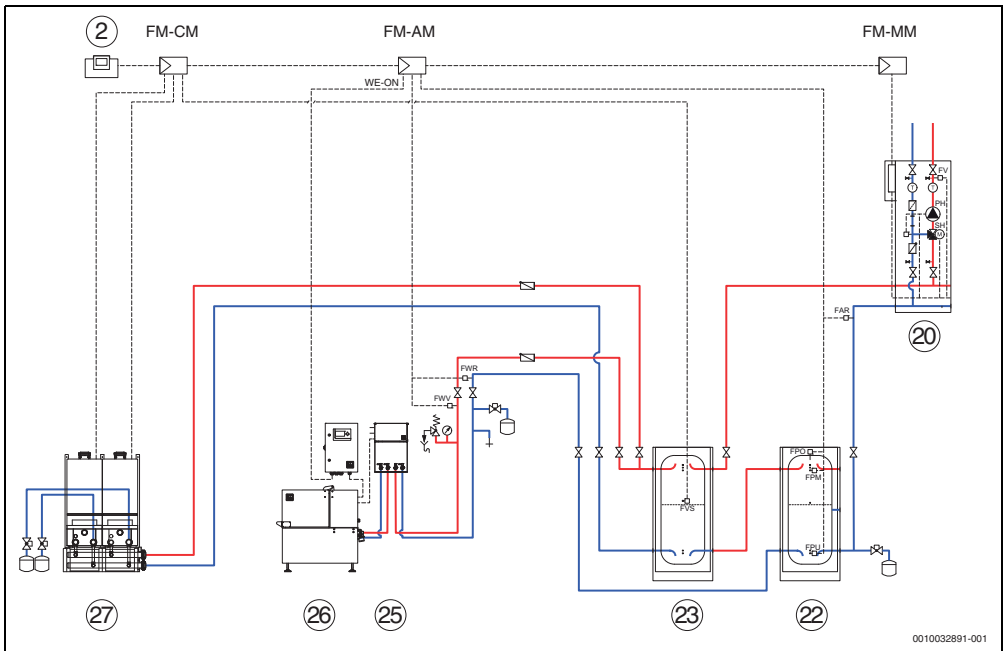 2 FM-CM FM-AM FM-MM
WE-ON
FV
T T
PH
SH
M
FAR
20
FWR
FWV
FPO
FPM
FVS
FPU
27 26 25 23 22
0010032891-001